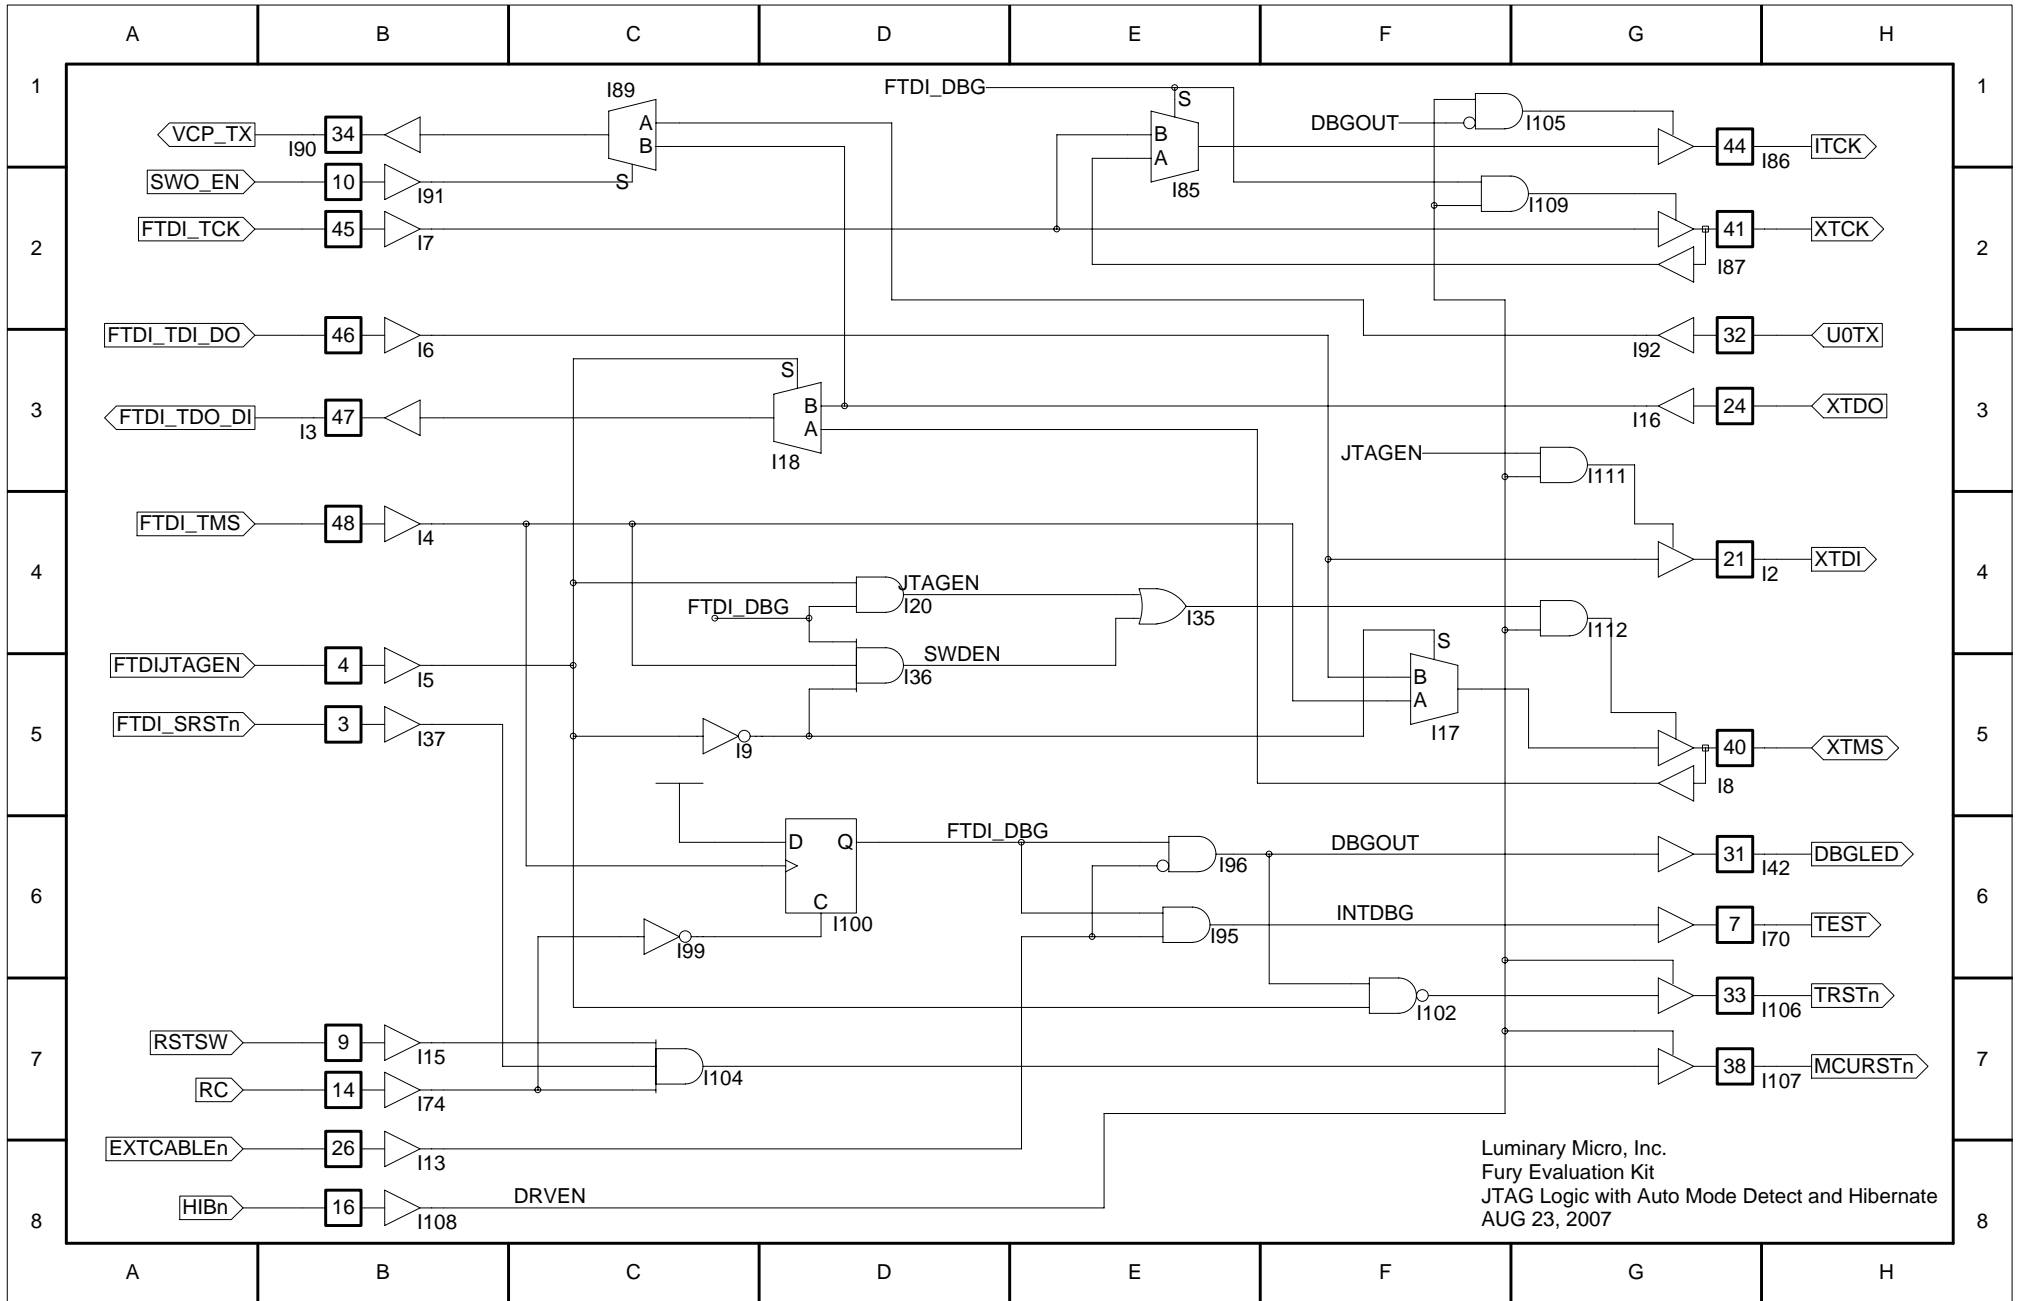 A B C D E F G H
1 I89 FTDI_DBG S 1
VCP_TX I90 34 A B DBGOUT I105
B A I85 44 I86 ITCK
SWO_EN 10 I91 S I109
FTDI_TCK 45 I7 41 I87 XTCK
2 2
FTDI_TDI_DO 46 I6 I92 32 U0TX
S
3 FTDI_TDO_DI I3 47 B A I18 I16 24 XTDO 3
JTAGEN I111
FTDI_TMS 48 I4
4 21 I2 XTDI 4
FTDI_DBG JTAGEN I20 I35 I112
S
FTDIJTAGEN 4 I5 SWDEN I36 B A I17
FTDI_SRSTn 3 I37 I9
5 40 I8 XTMS 5
D Q C I100 FTDI_DBG I96 DBGOUT 31 I42 DBGLED
6 I99 I95 INTDBG 7 I70 TEST 6
I102 33 I106 TRSTn
RSTSW 9 I15
7 I104 38 I107 MCURSTn 7
RC 14 I74
EXTCABLEn 26 I13
HIBn 16 I108 DRVEN
8 8
Luminary Micro, Inc.
Fury Evaluation Kit
JTAG Logic with Auto Mode Detect and Hibernate
AUG 23, 2007
A B C D E F G H